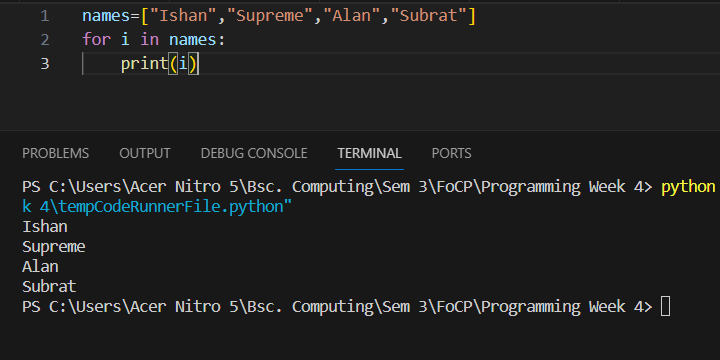 1 names=["Ishan","Supreme","Alan","Subrat"]
2 for i in names:
3 print(i)
PROBLEMS OUTPUT DEBUG CONSOLE TERMINAL PORTS
PS C:\Users\Acer Nitro 5\Bsc. Computing\Sem 3\FoCP\Programming Week 4> python
k 4\tempCodeRunnerFile.python"
Ishan
Supreme
Alan
Subrat
PS C:\Users\Acer Nitro 5\Bsc. Computing\Sem 3\FoCP\Programming Week 4>